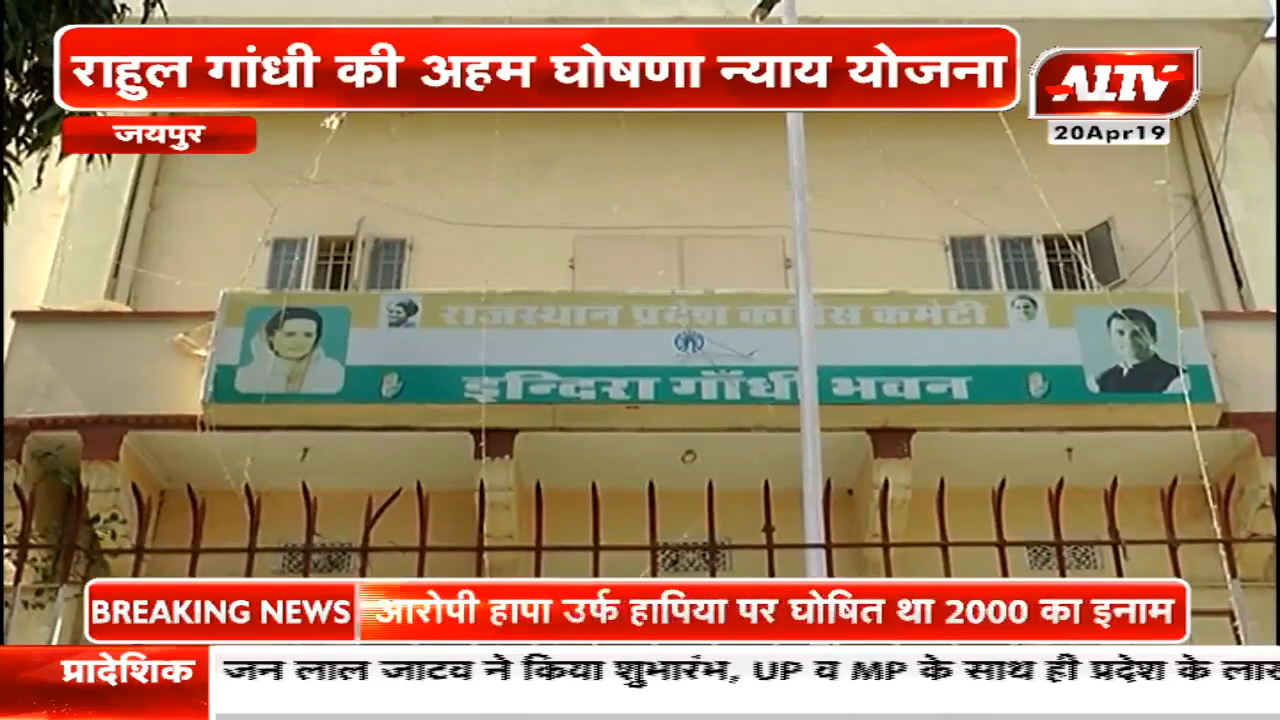 राहुल गांधी की अहम घोषणा न्याय योजना
ALTV
जयपुर
20Apr19
राजस्थान प्रदेश कांग्रेस कमेटी
इन्दिरा गाँधी भवन
BREAKING NEWS
आरोपी हापा उर्फ हापिया पर घोषित था 2000 का इनाम
प्रादेशिक
जन लाल जाटव ने किया शुभारंभ, UP व MP के साथ ही प्रदेश के